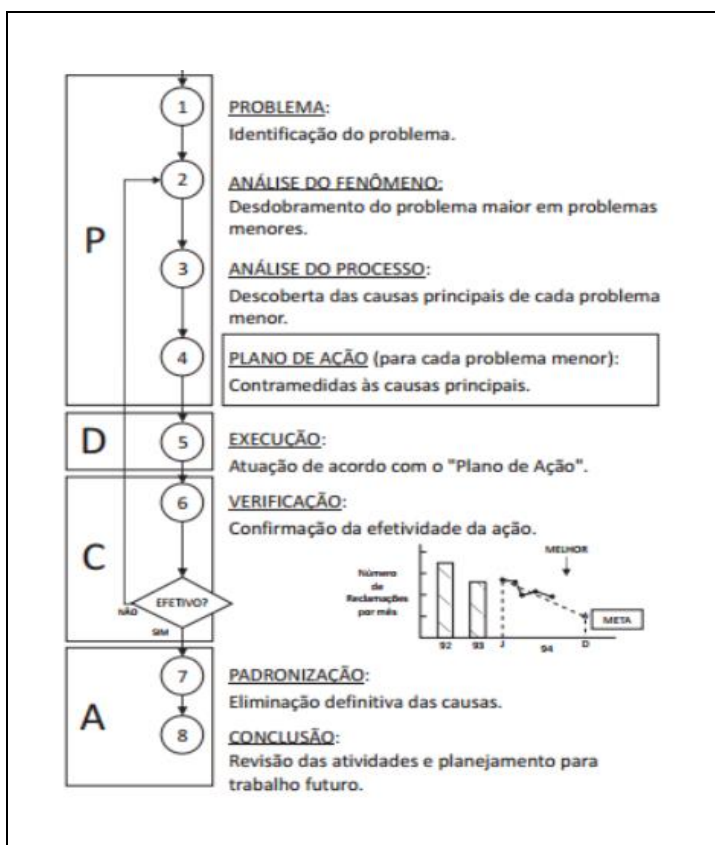 P
1
PROBLEMA:
Identificação do problema.
2
ANÁLISE DO FENÔMENO:
Desdobramento do problema maior em problemas
menores.
3
ANÁLISE DO PROCESSO:
Descoberta das causas principais de cada problema
menor.
4
PLANO DE AÇÃO (para cada problema menor):
Contramedidas às causas principais.
D
5
EXECUÇÃO:
Atuação de acordo com o "Plano de Ação".
C
6
VERIFICAÇÃO:
Confirmação da efetividade da ação.
EFETIVO?
NÃO
SIM
Número
de
Reclamações
por mês
MELHOR
META
92 93 J 94 D
A
7
PADRONIZAÇÃO:
Eliminação definitiva das causas.
8
CONCLUSÃO:
Revisão das atividades e planejamento para
trabalho futuro.